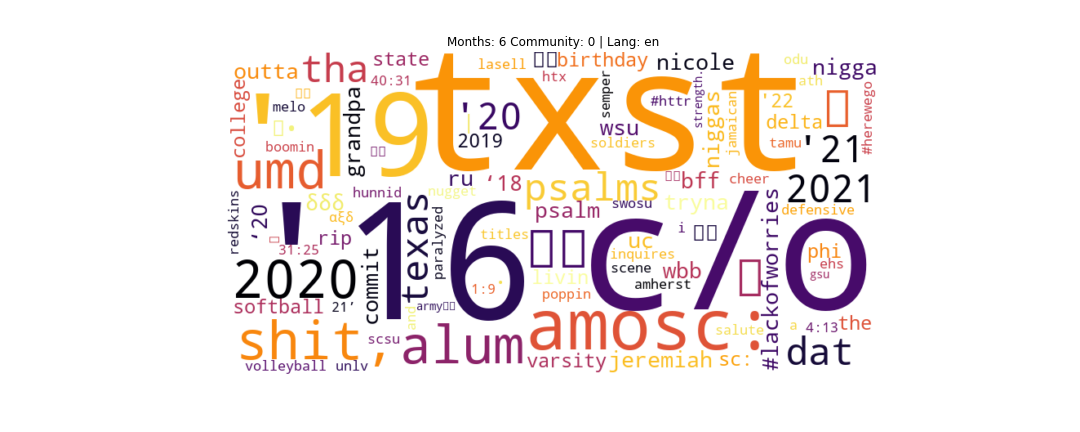 Months: 6 Community: 0 | Lang: en
outta
tha
state
40:31
lasell
birthday
htx
nicole
semper
#httr
strength.
niggas
jamaican
odu
ath
nigga
'22
delta
tamu
#herewego
college
melo
boomin
'19
grandpa
txst
'20
2019
wsu
soldiers
'21
umd
hunnid
ru
‘18
nugget
psalms
bff
cheer
2021
tryna
swosu
defensive
redskins
‘20
δδδ
αξδ
rip
31:25
'16
texas
paralyzed
psalm
titles
inquires
uc
i
c/o
scene
wbb
amherst
phi
ehs
gsu
2020
commit
1:9
livin
poppin
#lackofworries
softball
21’
army
and
amosc:
salute
a
4:13
the
shit,
scsu
alum
varsity
jeremiah
sc:
dat
volleyball
unlv